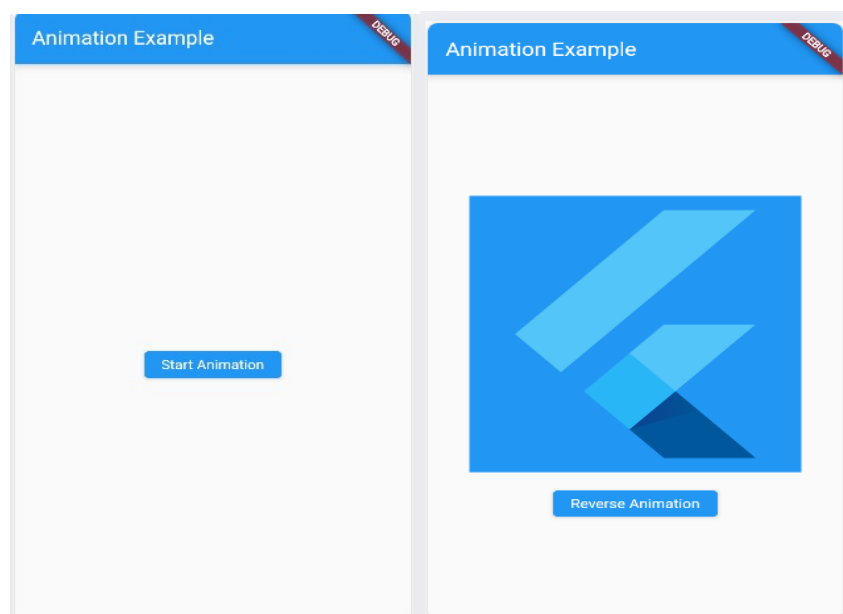 Animation Example
DEBUG
Start Animation
Animation Example
DEBUG
Reverse Animation